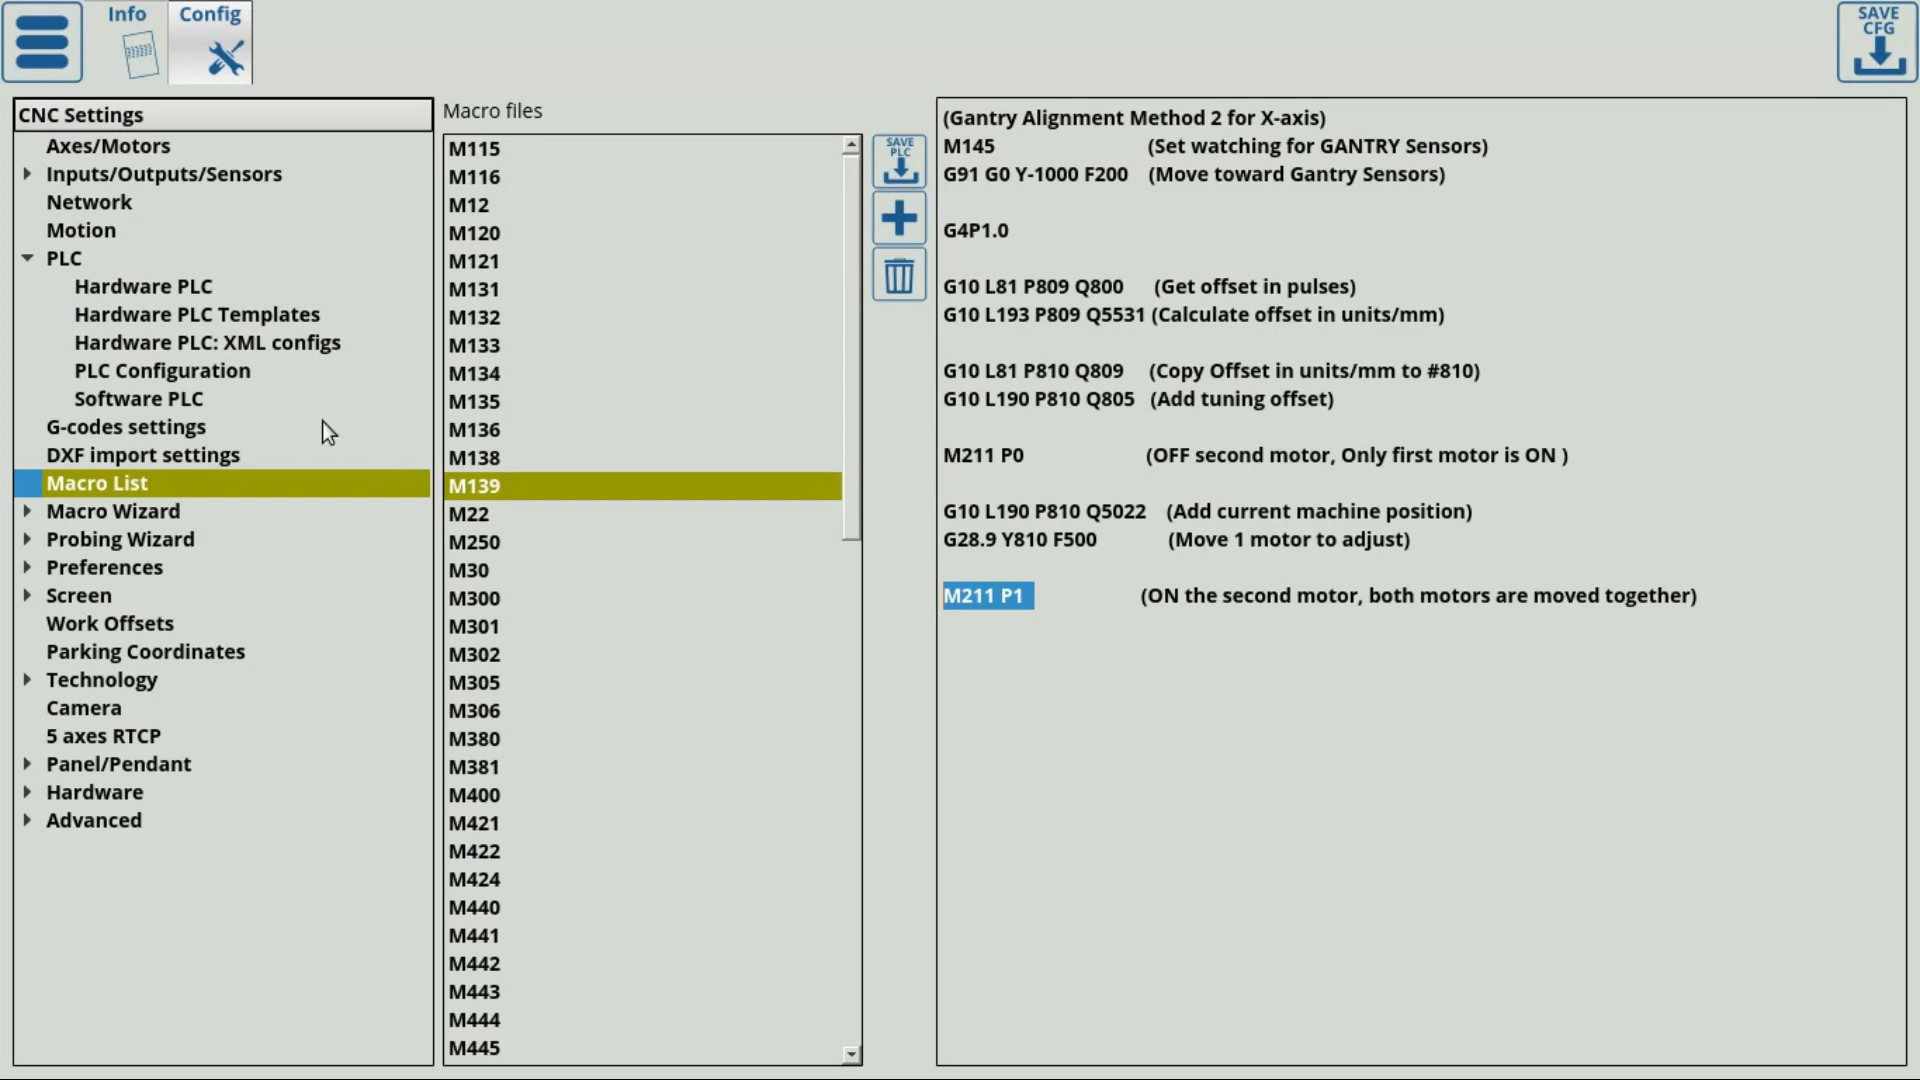 Info
Config
SAVE
CFG
CNC Settings
Axes/Motors
Inputs/Outputs/Sensors
Network
Motion
PLC
Hardware PLC
Hardware PLC Templates
Hardware PLC: XML configs
PLC Configuration
Software PLC
G-codes settings
DXF import settings
Macro List
Macro Wizard
Probing Wizard
Preferences
Screen
Work Offsets
Parking Coordinates
Technology
Camera
5 axes RTCP
Panel/Pendant
Hardware
Advanced
Macro files
M115
M116
M12
M120
M121
M131
M132
M133
M134
M135
M136
M138
M139
M22
M250
M30
M300
M301
M302
M305
M306
M380
M381
M400
M421
M422
M424
M440
M441
M442
M443
M444
M445
SAVE
PLC
(Gantry Alignment Method 2 for X-axis)
M145 (Set watching for GANTRY Sensors)
G91 G0 Y-1000 F200 (Move toward Gantry Sensors)
G4P1.0
G10 L81 P809 Q800 (Get offset in pulses)
G10 L193 P809 Q5531 (Calculate offset in units/mm)
G10 L81 P810 Q809 (Copy Offset in units/mm to #810)
G10 L190 P810 Q805 (Add tuning offset)
M211 P0 (OFF second motor, Only first motor is ON )
G10 L190 P810 Q5022 (Add current machine position)
G28.9 Y810 F500 (Move 1 motor to adjust)
M211 P1 (ON the second motor, both motors are moved together)